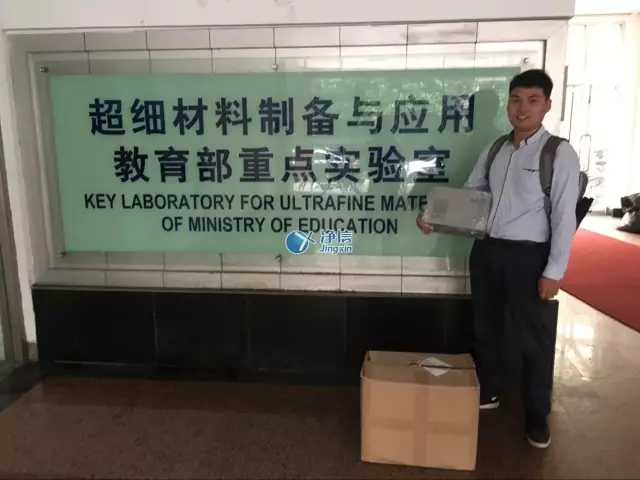 超细材料制备与应用
教育部重点实验室
KEY LABORATORY FOR ULTRAFINE MATE
OF MINISTRY OF EDUCATION
净信
Jingxin